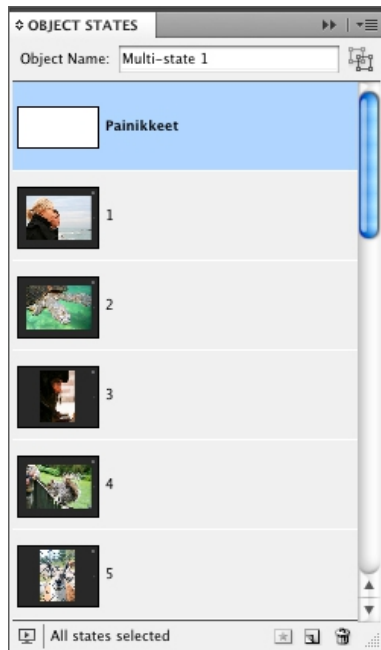 OBJECT STATES
Object Name: Multi-state 1
Painikkeet
1
2
3
4
5
All states selected